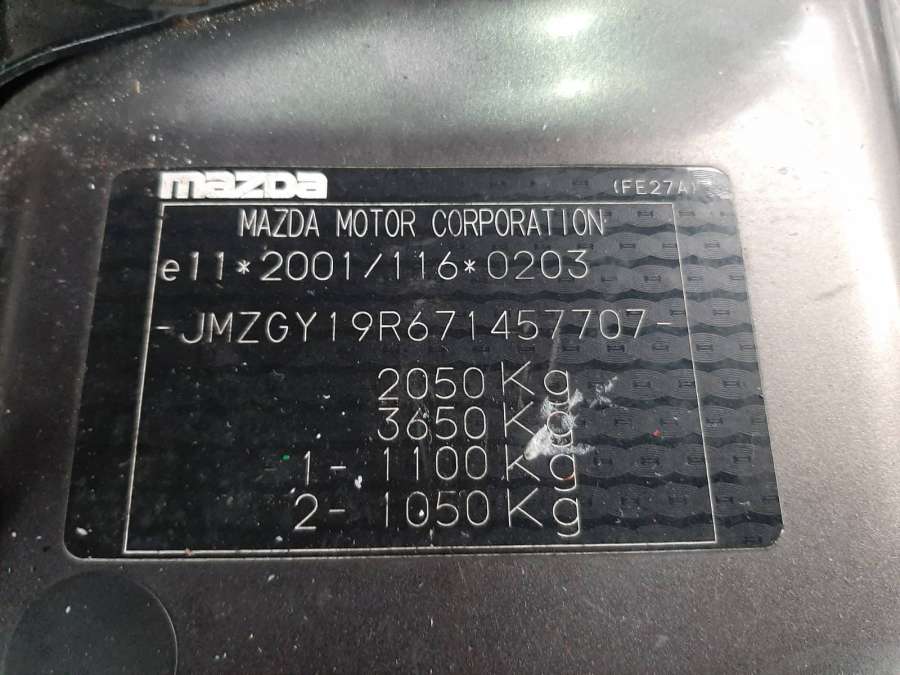 mazda
(FE27A)
MAZDA MOTOR CORPORATION
e11*2001/116*0203
-JMZGY19R671457707-
2050 Kg
3650 Kg
1- 1100 Kg
2- 1050 Kg